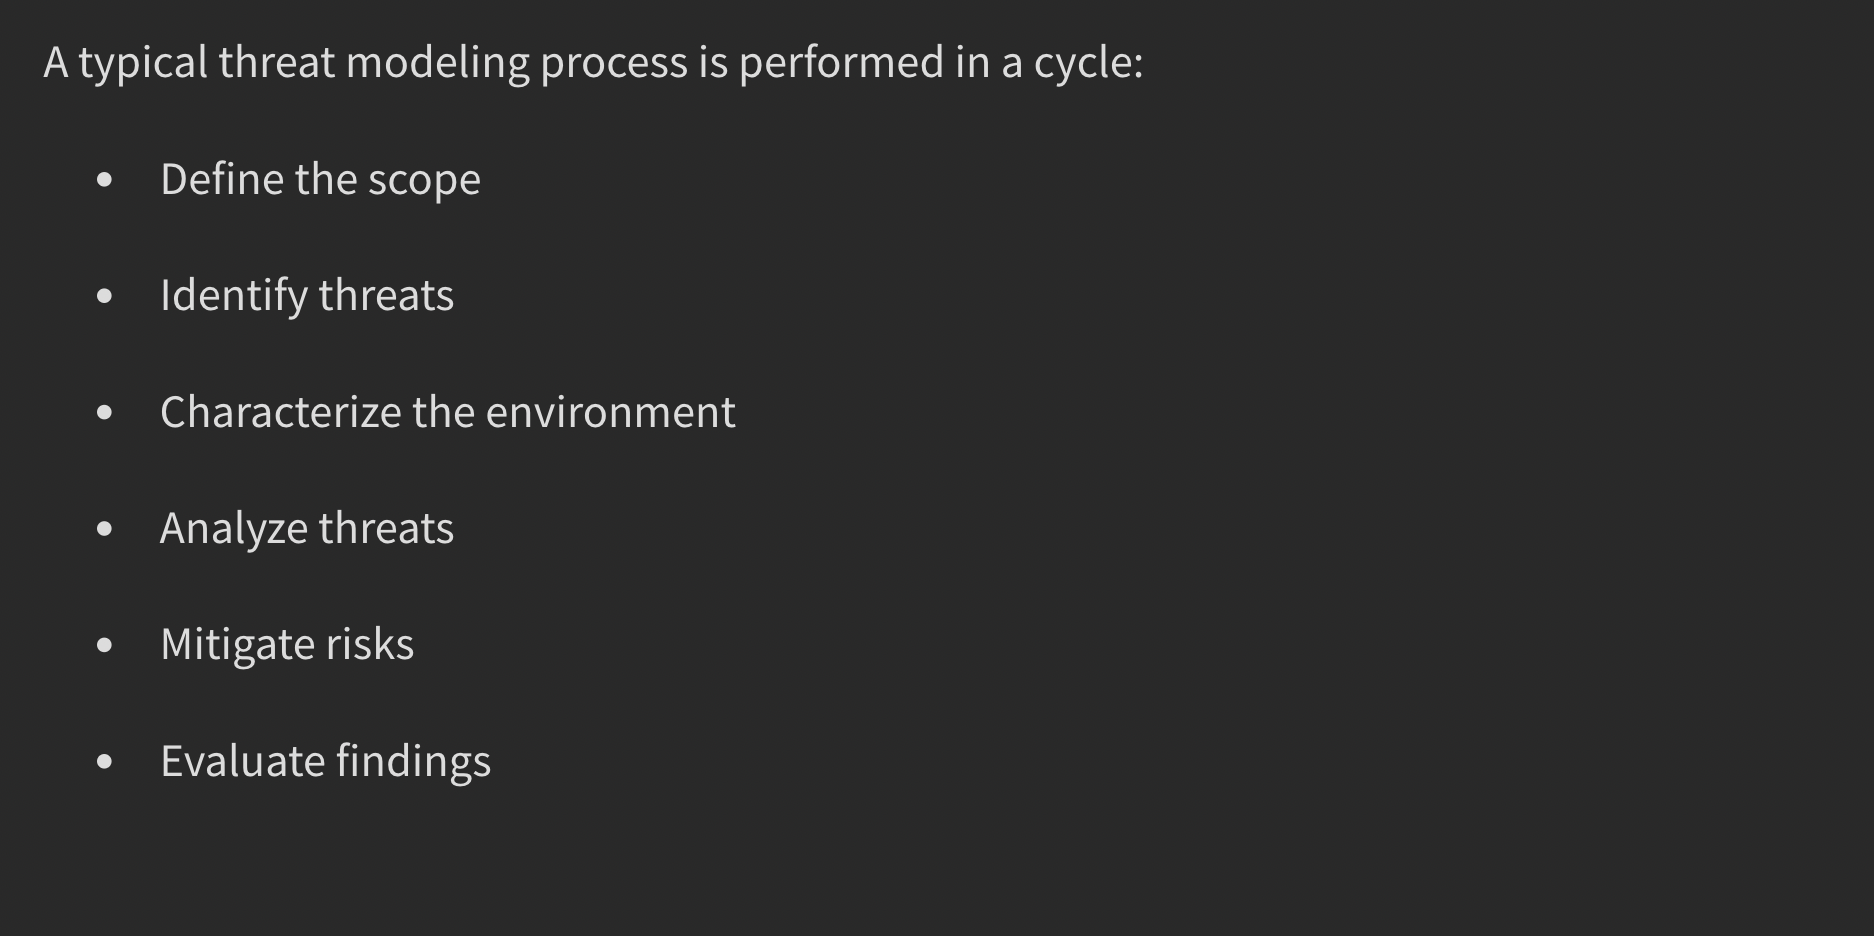 A typical threat modeling process is performed in a cycle:
• Define the scope
• Identify threats
• Characterize the environment
• Analyze threats
• Mitigate risks
• Evaluate findings